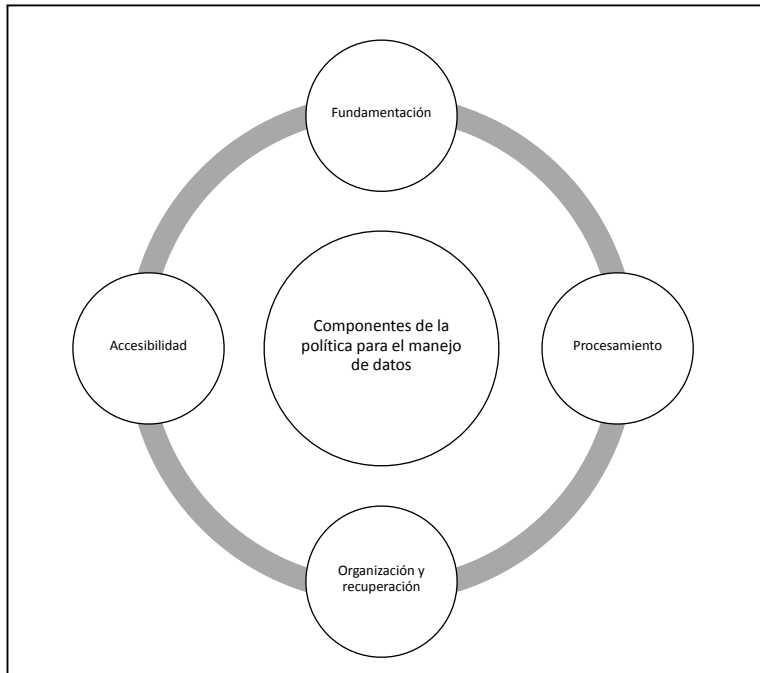 Fundamentación
Accesibilidad
Componentes de la
política para el manejo
de datos
Procesamiento
Organización y
recuperación